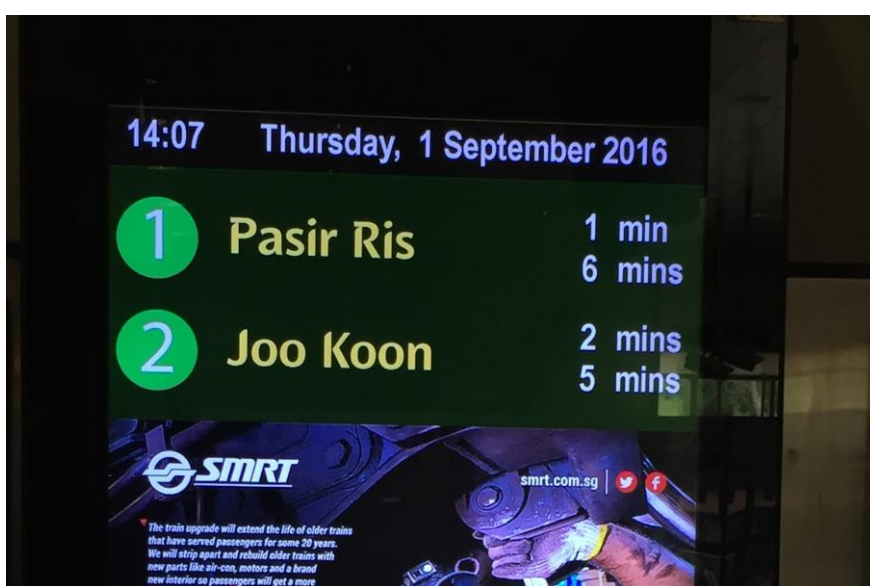 14:07 Thursday, 1 September 2016
1 Pasir Ris 1 min
6 mins
2 Joo Koon 2 mins
5 mins
SMRT
smrt.com.sg
The train upgrade will extend the life of older trains
that have served passengers for some 20 years.
We will strip apart and rebuild older trains with
new parts like air-con, motors and a brand
new interior so passengers will get a more